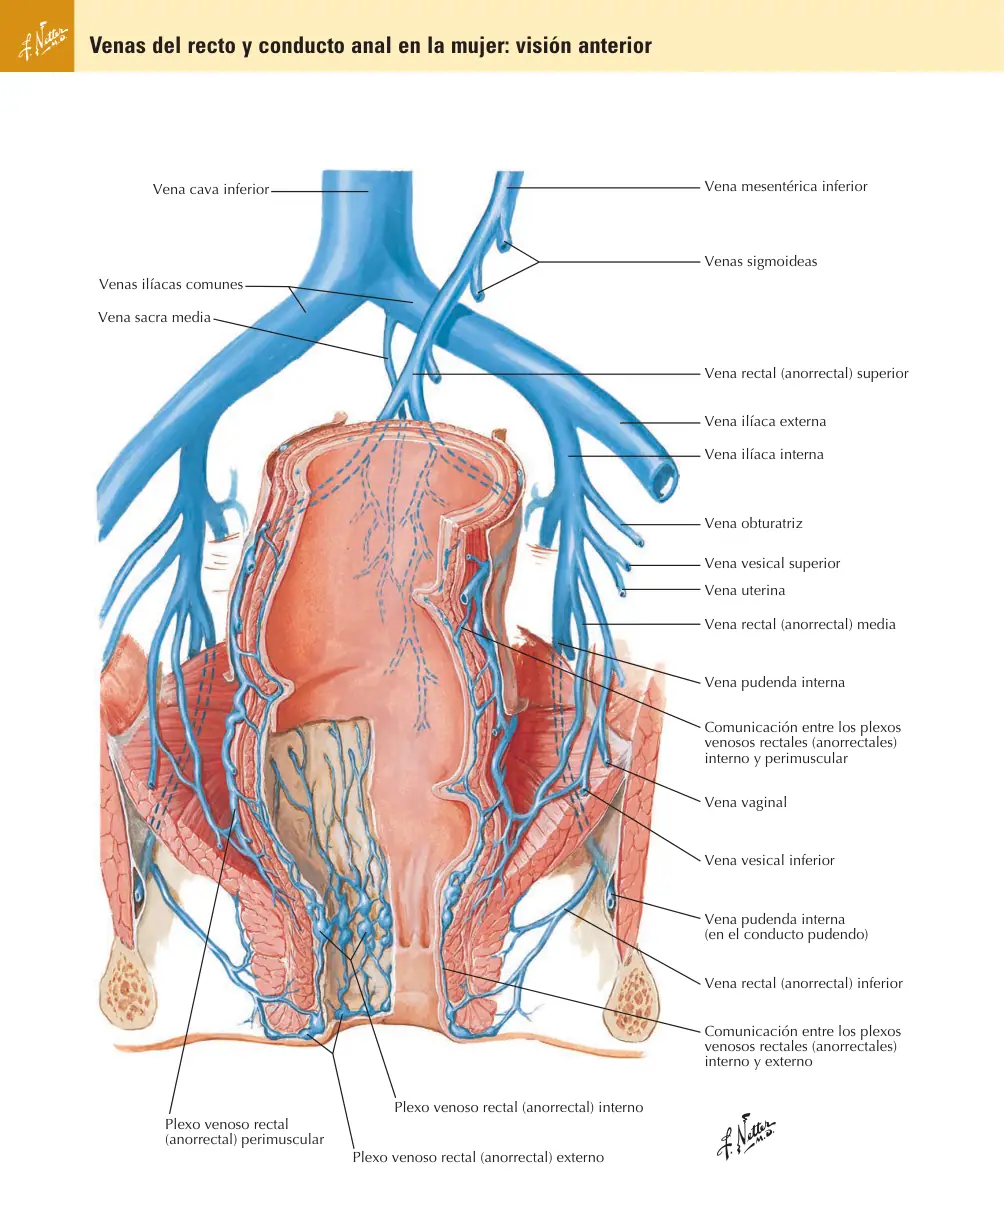 F. Netter M.D.
Venas del recto y conducto anal en la mujer: visión anterior
Vena cava inferior
Venas ilíacas comunes
Vena sacra media
Vena mesentérica inferior
Venas sigmoideas
Vena rectal (anorrectal) superior
Vena ilíaca externa
Vena ilíaca interna
Vena obturatriz
Vena vesical superior
Vena uterina
Vena rectal (anorrectal) media
Vena pudenda interna
Comunicación entre los plexos
venosos rectales (anorrectales)
interno y perimuscular
Vena vaginal
Vena vesical inferior
Vena pudenda interna
(en el conducto pudendo)
Vena rectal (anorrectal) inferior
Comunicación entre los plexos
venosos rectales (anorrectales)
interno y externo
Plexo venoso rectal (anorrectal) interno
Plexo venoso rectal
(anorrectal) perimuscular
Plexo venoso rectal (anorrectal) externo
F. Netter
M.D.